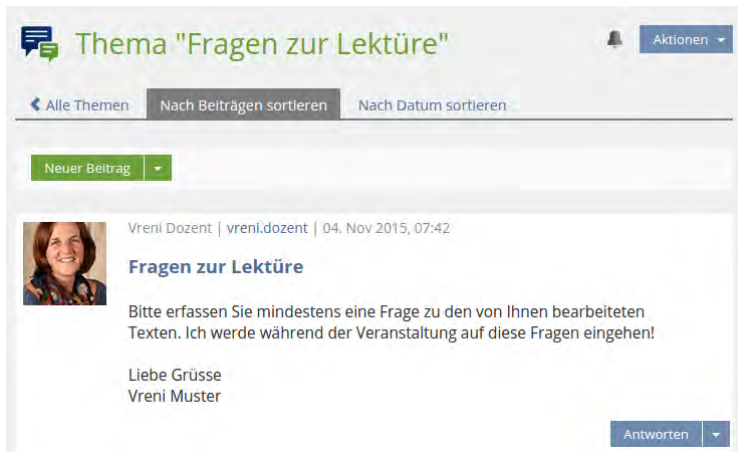 Thema "Fragen zur Lektüre"
Aktionen
Alle Themen
Nach Beiträgen sortieren
Nach Datum sortieren
Neuer Beitrag
Vreni Dozent | vreni.dozent | 04. Nov 2015, 07:42
Fragen zur Lektüre
Bitte erfassen Sie mindestens eine Frage zu den von Ihnen bearbeiteten
Texten. Ich werde während der Veranstaltung auf diese Fragen eingehen!
Liebe Grüsse
Vreni Muster
Antworten